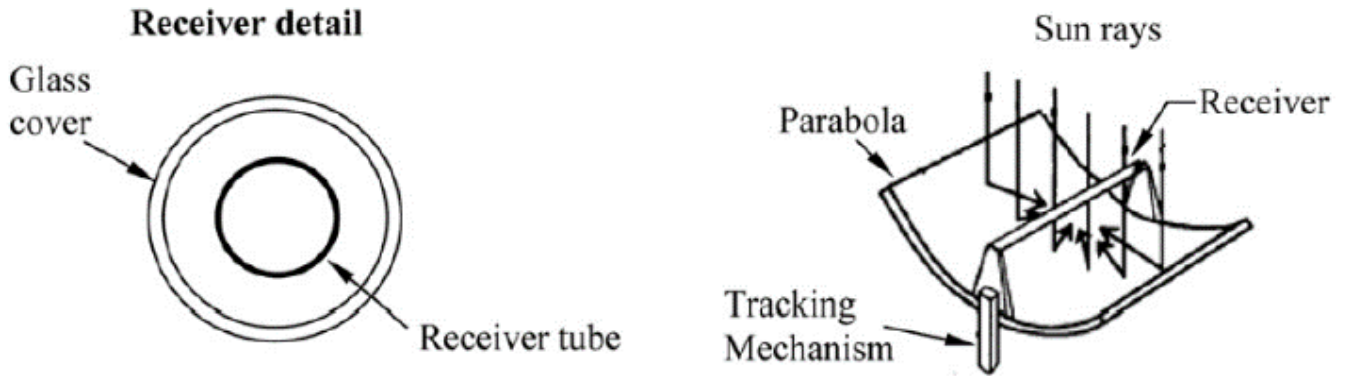 Receiver detail
Glass
cover
Receiver tube
Sun rays
Parabola
Receiver
Tracking
Mechanism